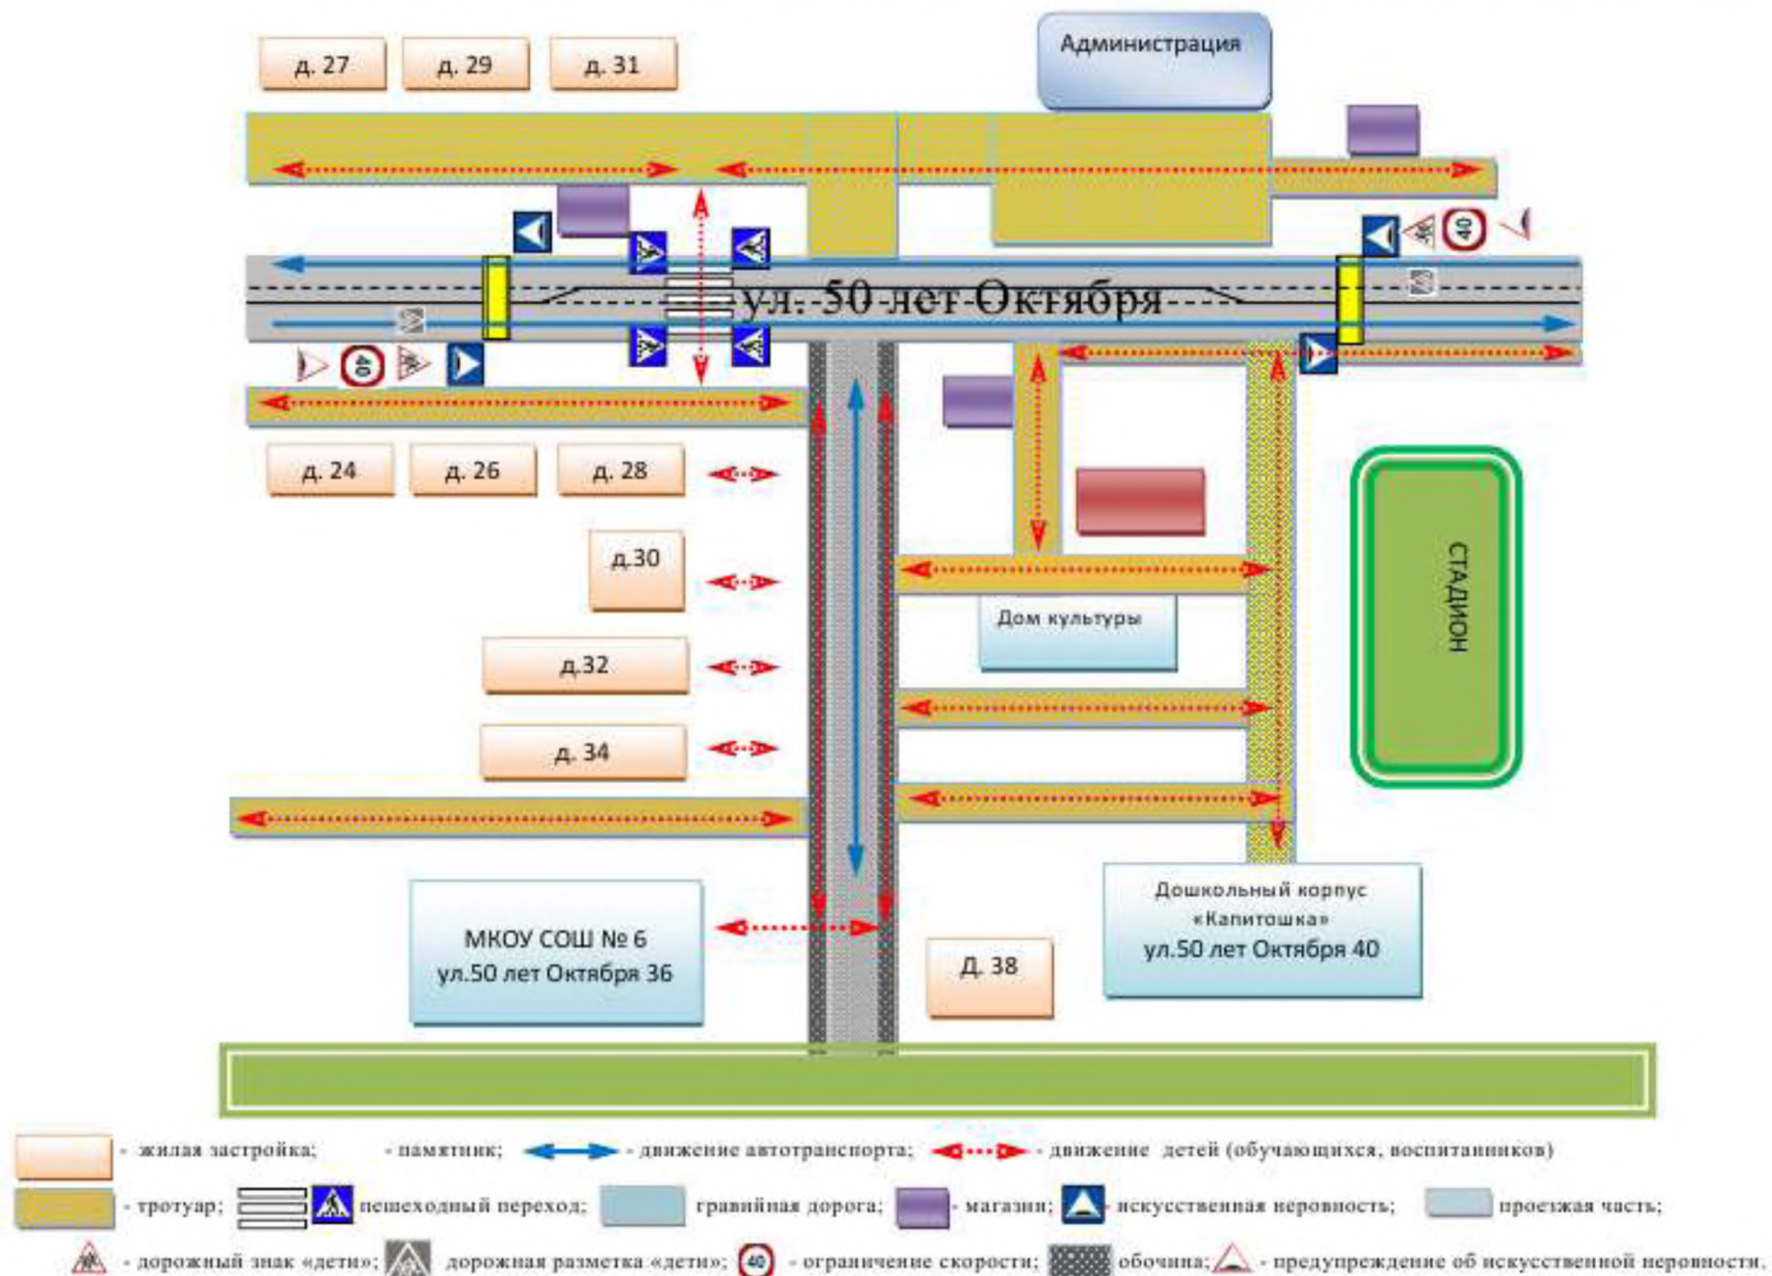 д. 27 д. 29 д. 31 Администрация
40
ул. 50 лет Октября
40
д. 24 д. 26 д. 28
д.30
СТАДИОН
Дом культуры
д.32
д. 34
МКОУ СОШ № 6
ул.50 лет Октября 36
Д. 38
Дошкольный корпус
«Капитошка»
ул.50 лет Октября 40
- жилая застройка; - памятник; - движение автотранспорта; - движение детей (обучающихся, воспитанников)
- тротуар; пешеходный переход; гравийная дорога; - магазин; - искусственная неровность; проезжая часть;
- дорожный знак «дети»; дорожная разметка «дети»; 40 - ограничение скорости; обочина; - предупреждение об искусственной неровности.